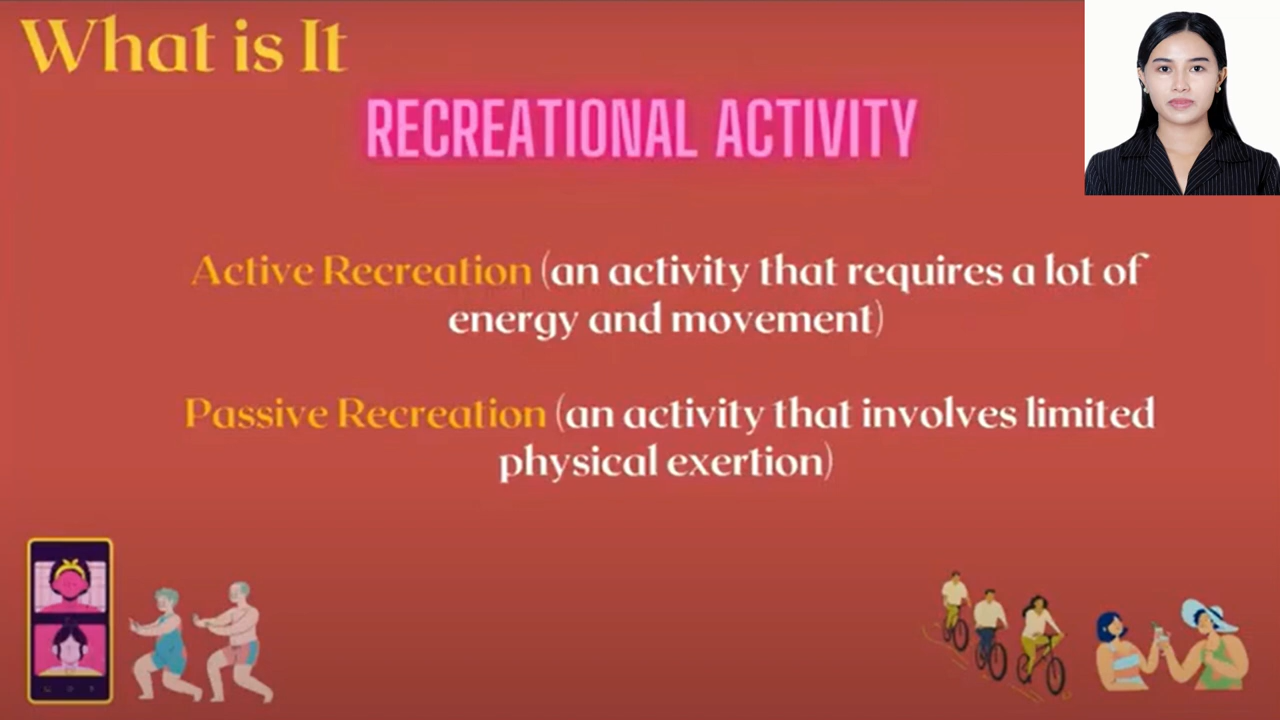 What is It
RECREATIONAL ACTIVITY
Active Recreation (an activity that requires a lot of
energy and movement)
Passive Recreation (an activity that involves limited
physical exertion)